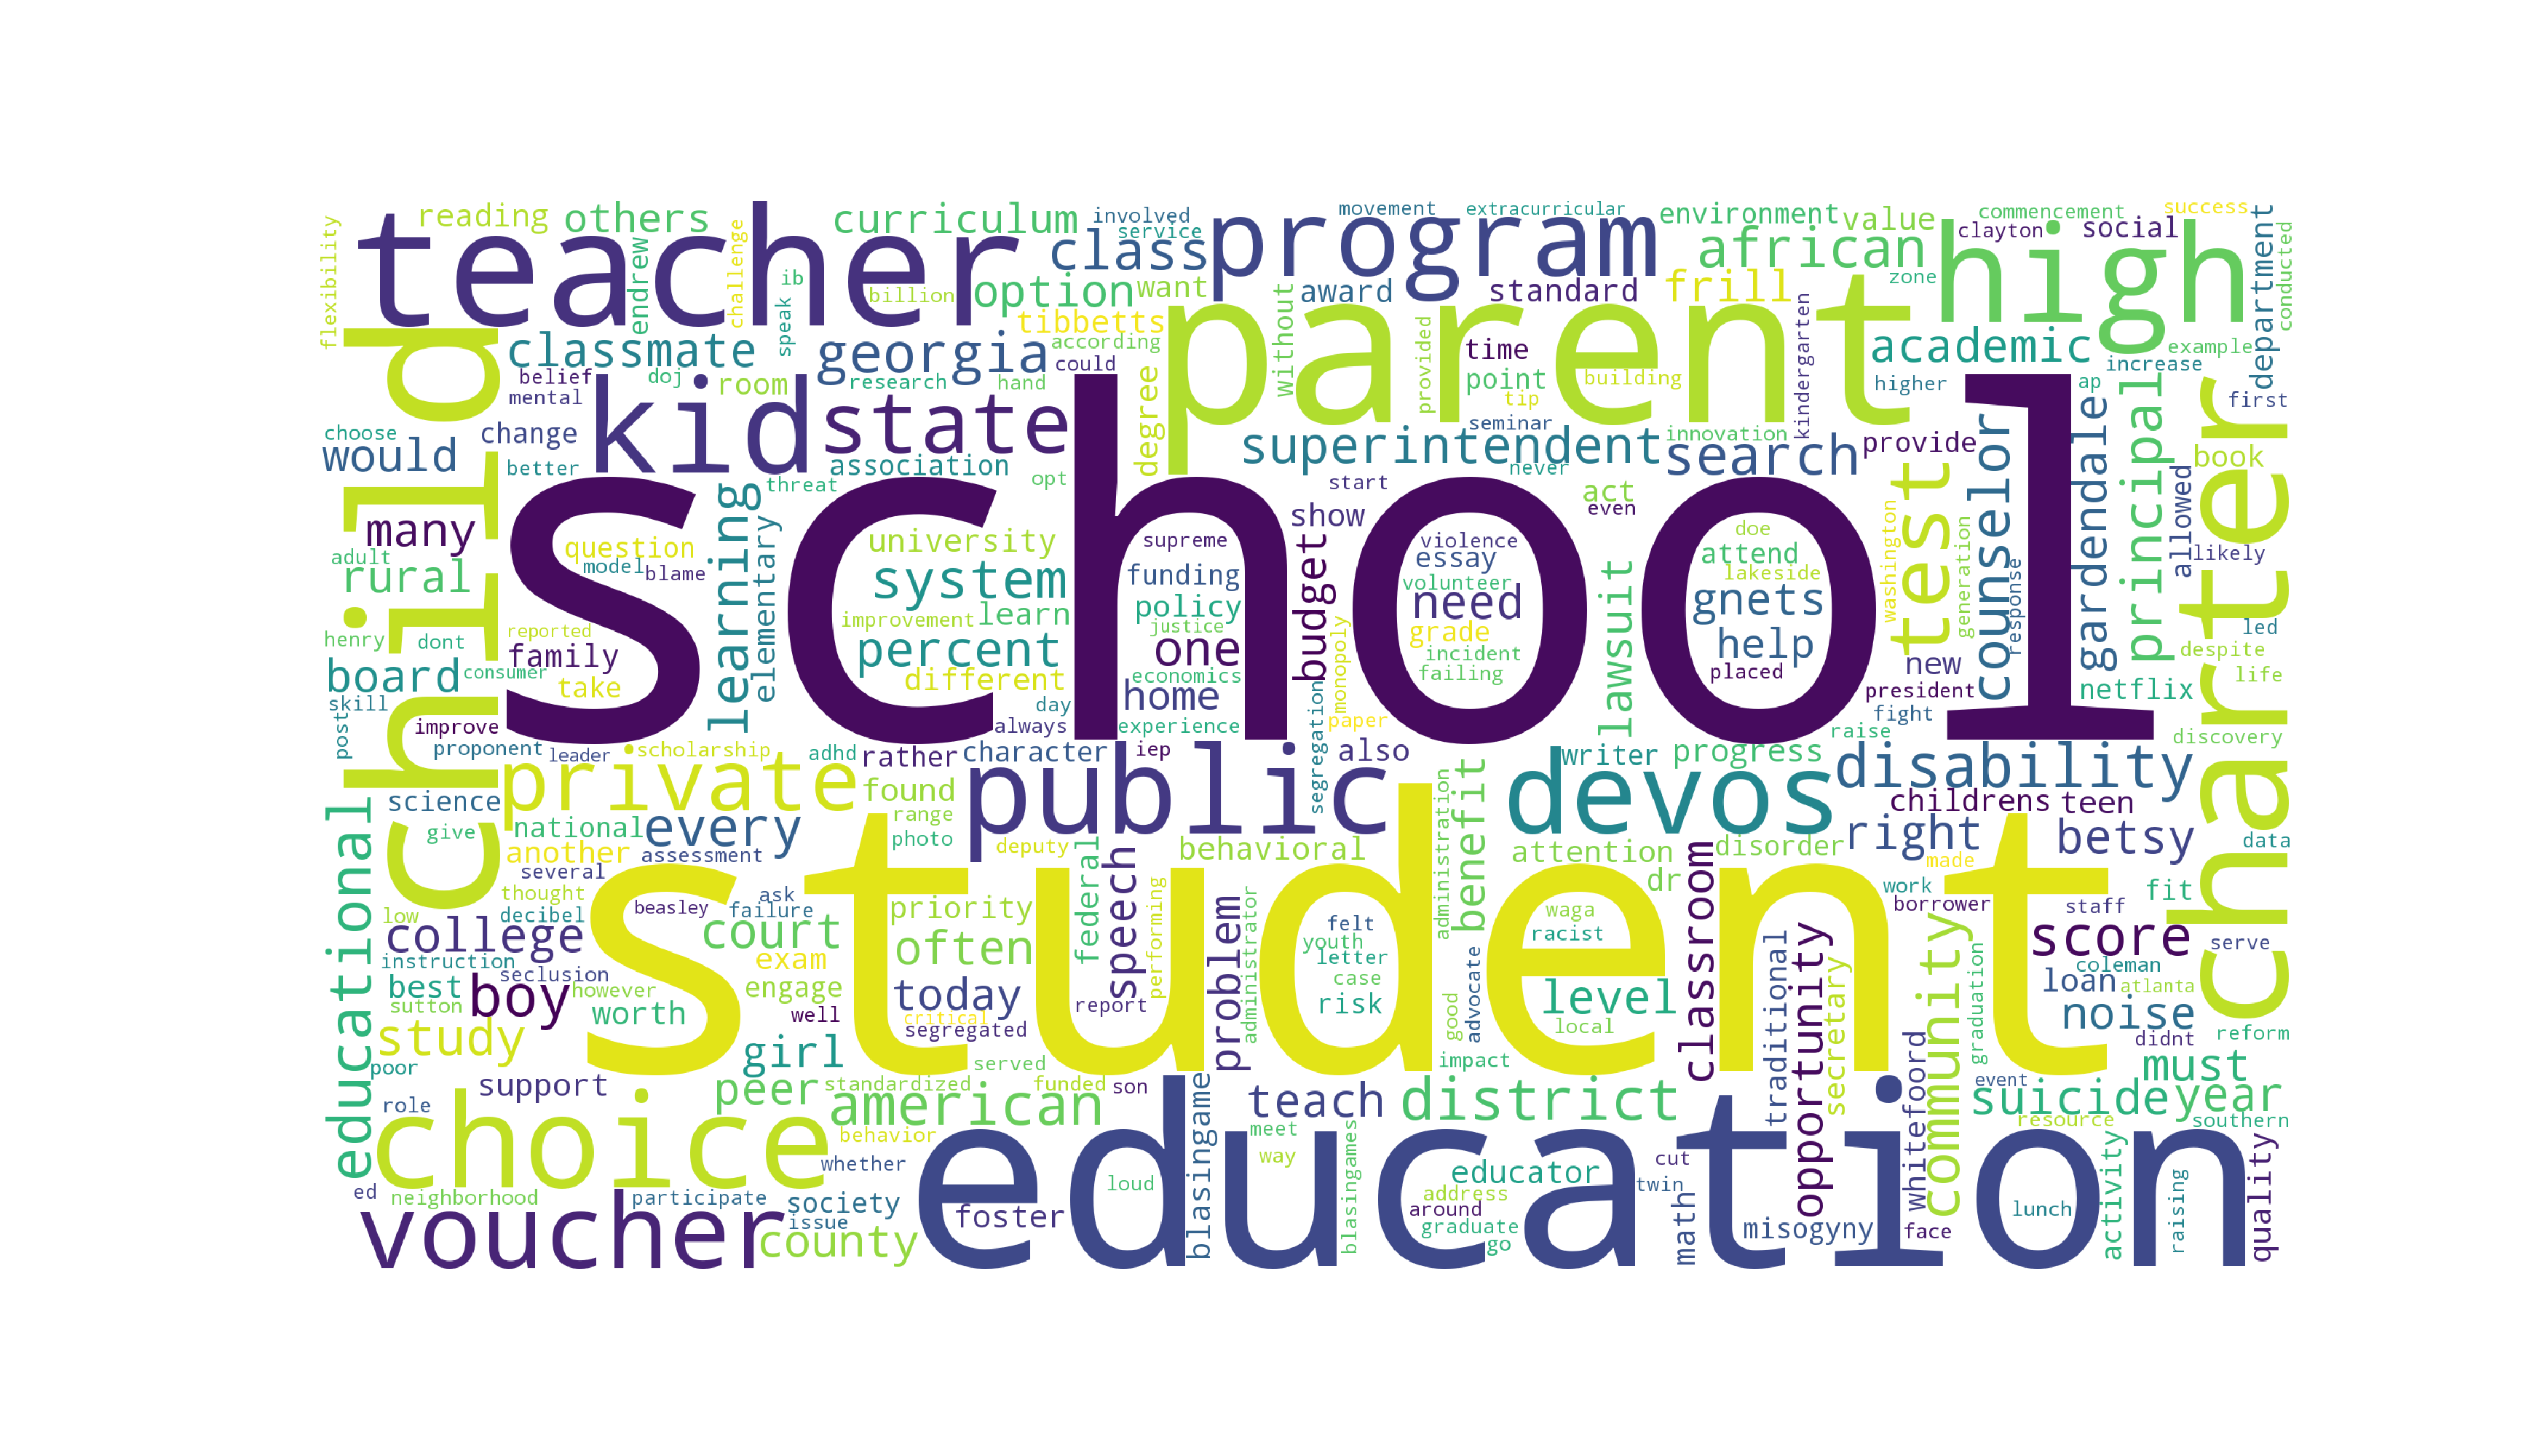 school
student
education
parent
child
charter
teacher
high
program
public
kid
choice
voucher
devos
private
state
test
reading
others
curriculum
involved
service
movement
extracurricular
environment
value
commencement
success
flexibility
endrew
challenge
ib
speak
billion
class
option
want
african
clayton
social
department
conducted
award
standard
frill
zone
without
classmate
georgia
tibbetts
according
could
provided
time
point
building
tip
kindergarten
academic
example
increase
belief
mental
doj
room
research
hand
degree
seminar
higher
ap
first
choose
would
change
better
association
opt
superintendent
never
innovation
search
provide
counselor
gardendale
principal
book
allowed
likely
threat
start
act
even
many
learning
elementary
question
model
blame
university
supreme
show
violence
essay
doe
attend
washington
generation
response
adult
rural
system
funding
budget
volunteer
need
lawsuit
lakeside
gnets
improvement
learn
policy
justice
grade
help
henry
dont
reported
family
percent
one
monopoly
incident
failing
placed
new
led
despite
board
consumer
take
different
economics
home
president
netflix
life
skill
post
improve
day
always
experience
segregation
paper
fight
raise
discovery
proponent
leader
scholarship
adhd
rather
character
iep
also
writer
progress
disability
science
give
national
every
found
range
photo
deputy
federal
speech
behavioral
administration
benefit
attention
disorder
dr
childrens
teen
right
betsy
data
educational
another
several
assessment
thought
made
work
fit
low
decibel
ask
beasley
failure
priority
performing
problem
administrator
felt
youth
letter
case
risk
waga
racist
classroom
borrower
staff
college
court
often
advocate
score
serve
instruction
seclusion
exam
traditional
opportunity
secretary
community
graduation
coleman
best
boy
however
engage
today
report
good
level
loan
atlanta
sutton
worth
well
critical
segregated
local
noise
reform
study
didnt
poor
girl
served
impact
whitefoord
event
must
support
peer
standardized
funded
son
blasingame
teach
district
suicide
year
role
american
resource
southern
behavior
meet
whether
way
educator
cut
ed
neighborhood
participate
society
issue
loud
address
twin
around
graduate
go
blasingames
math
misogyny
face
lunch
activity
raising
quality
county
foster